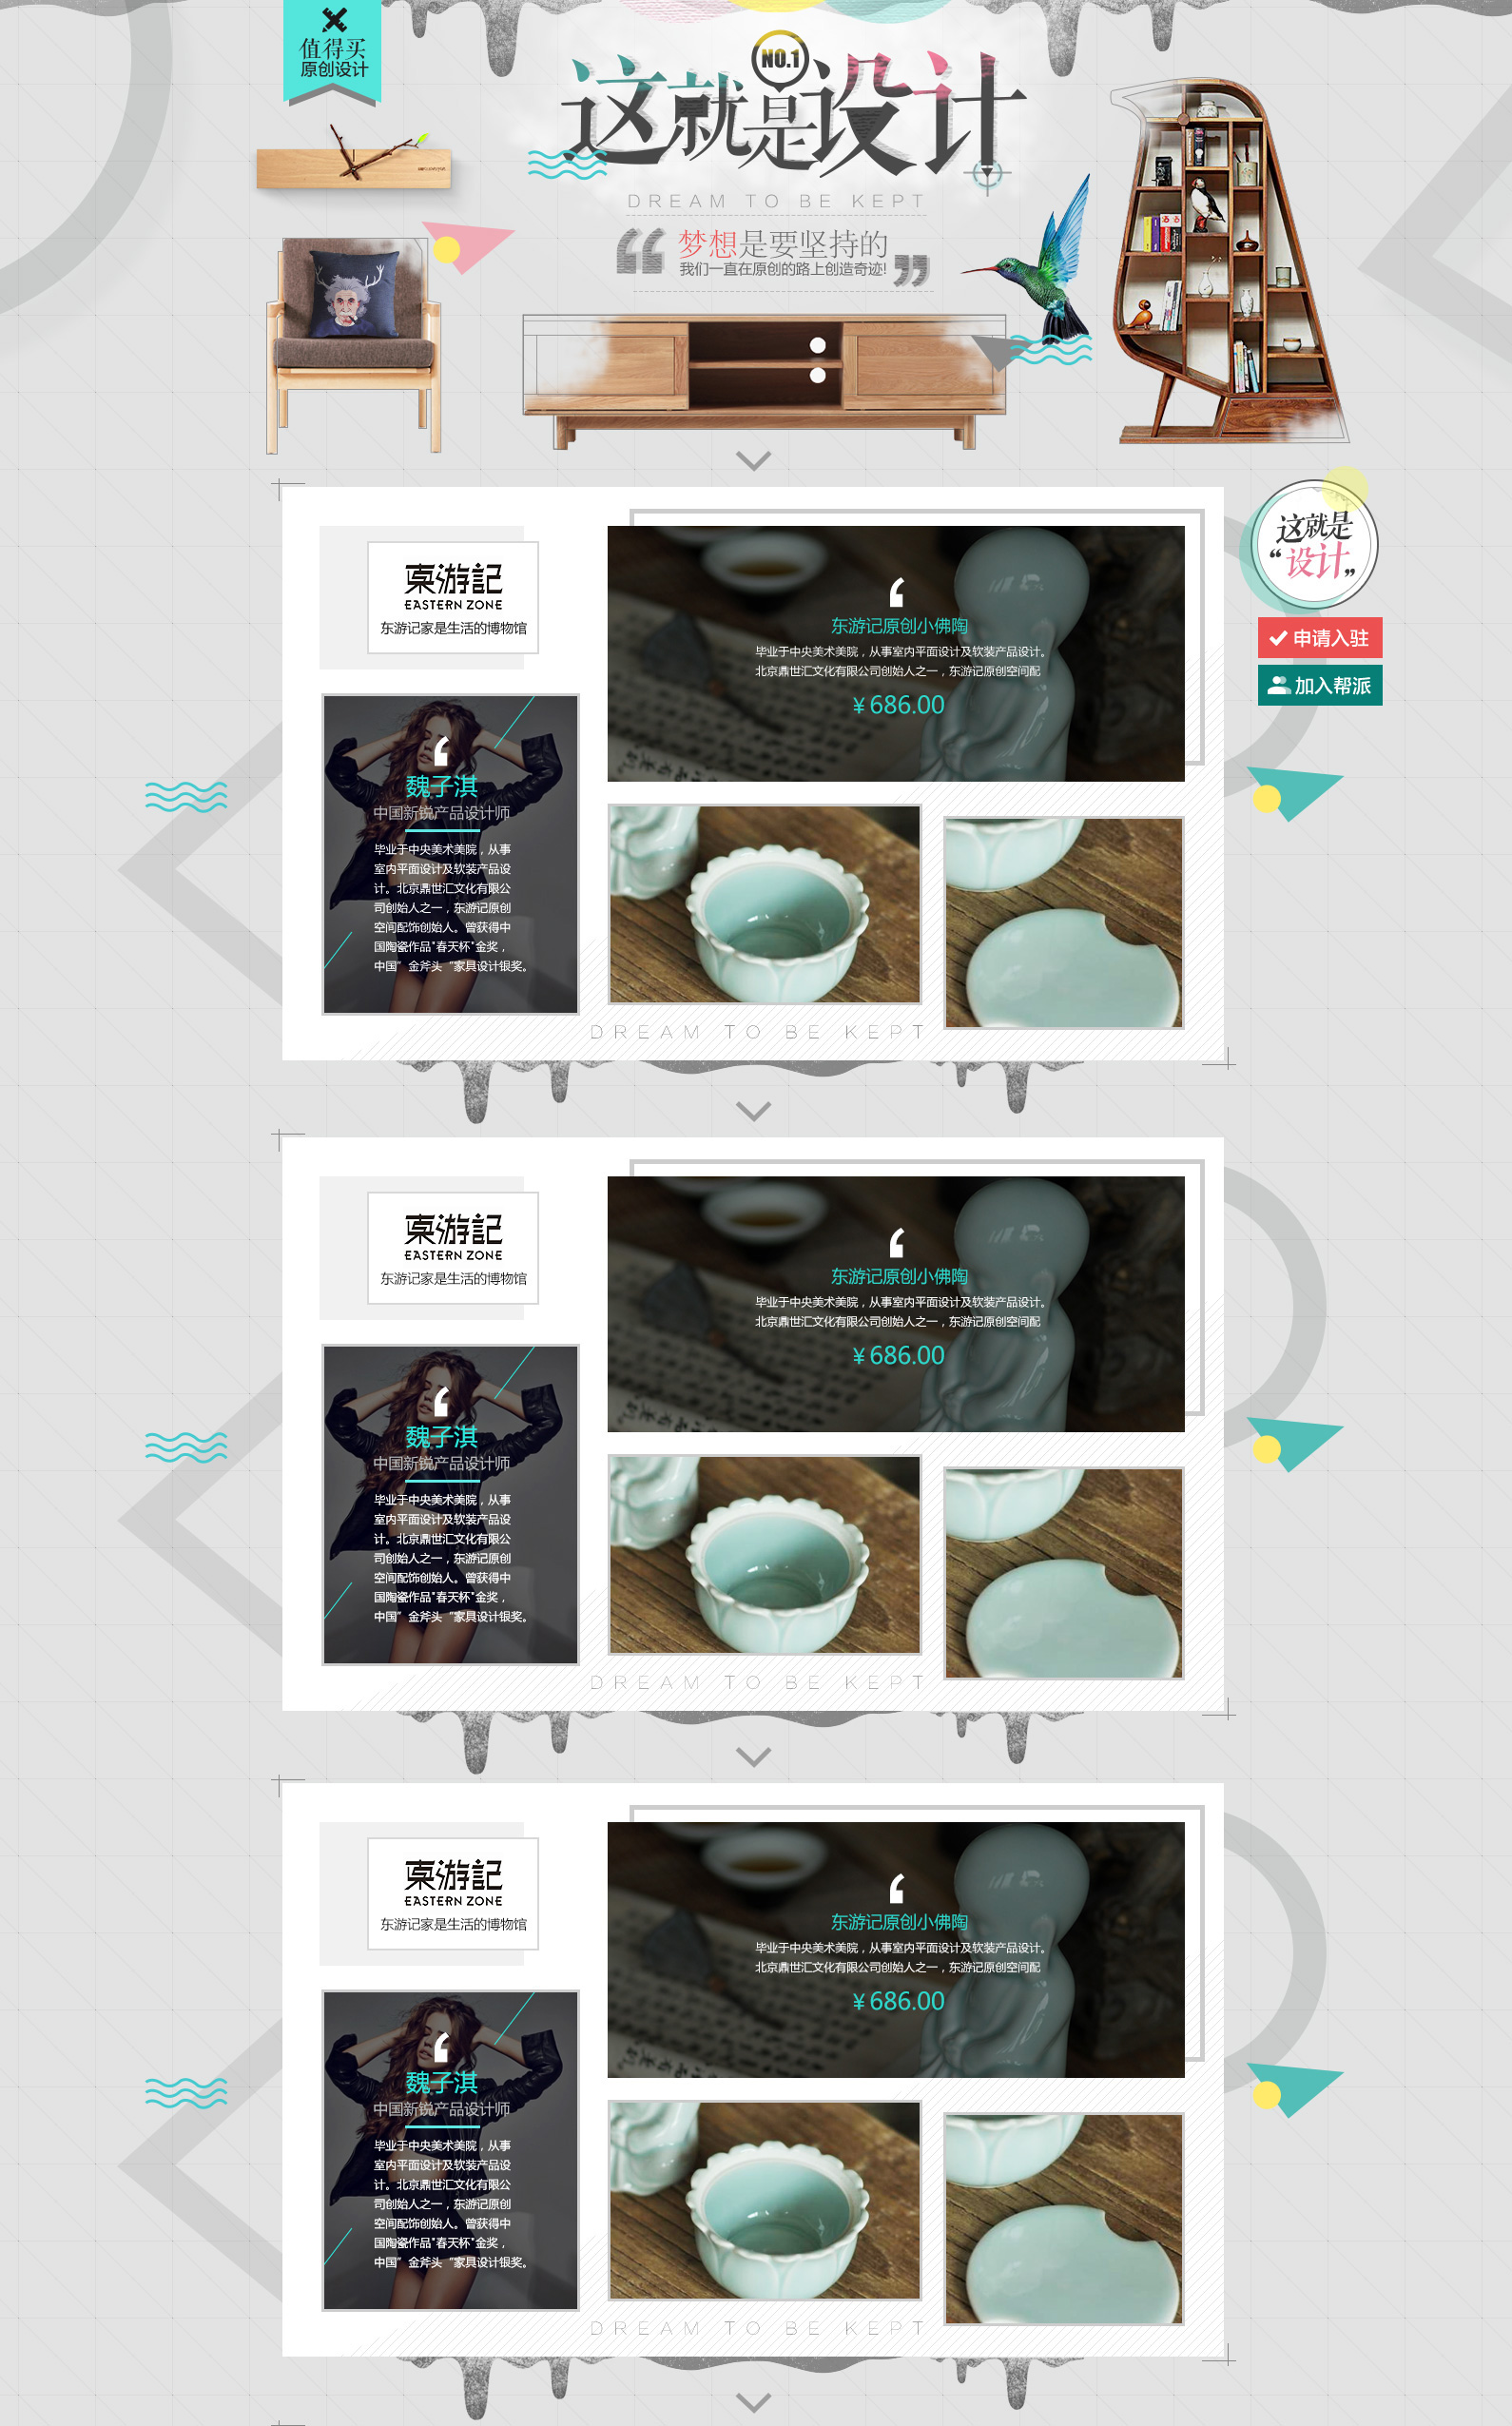 值得买
原创设计
NO.1
这就是设计
DREAM TO BE KEPT
“梦想是要坚持的
我们一直在原创的路上创造奇迹!”
这就是
“设计”
申请入驻
加入帮派
東游記
EASTERN ZONE
东游记家是生活的博物馆
东游记原创小佛陶
毕业于中央美术美院，从事室内平面设计及软装产品设计。
北京鼎世汇文化有限公司创始人之一，东游记原创空间配
¥686.00
魏子淇
中国新锐产品设计师
毕业于中央美术美院，从事
室内平面设计及软装产品设
计。北京鼎世汇文化有限公
司创始人之一，东游记原创
空间配饰创始人。曾获得中
国陶瓷作品"春天杯"金奖，
中国”金斧头“家具设计银奖。
DREAM TO BE KEPT
東游記
EASTERN ZONE
东游记家是生活的博物馆
东游记原创小佛陶
毕业于中央美术美院，从事室内平面设计及软装产品设计。
北京鼎世汇文化有限公司创始人之一，东游记原创空间配
¥686.00
魏子淇
中国新锐产品设计师
毕业于中央美术美院，从事
室内平面设计及软装产品设
计。北京鼎世汇文化有限公
司创始人之一，东游记原创
空间配饰创始人。曾获得中
国陶瓷作品"春天杯"金奖，
中国”金斧头“家具设计银奖。
DREAM TO BE KEPT
東游記
EASTERN ZONE
东游记家是生活的博物馆
东游记原创小佛陶
毕业于中央美术美院，从事室内平面设计及软装产品设计。
北京鼎世汇文化有限公司创始人之一，东游记原创空间配
¥686.00
魏子淇
中国新锐产品设计师
毕业于中央美术美院，从事
室内平面设计及软装产品设
计。北京鼎世汇文化有限公
司创始人之一，东游记原创
空间配饰创始人。曾获得中
国陶瓷作品"春天杯"金奖，
中国”金斧头“家具设计银奖。
DREAM TO BE KEPT